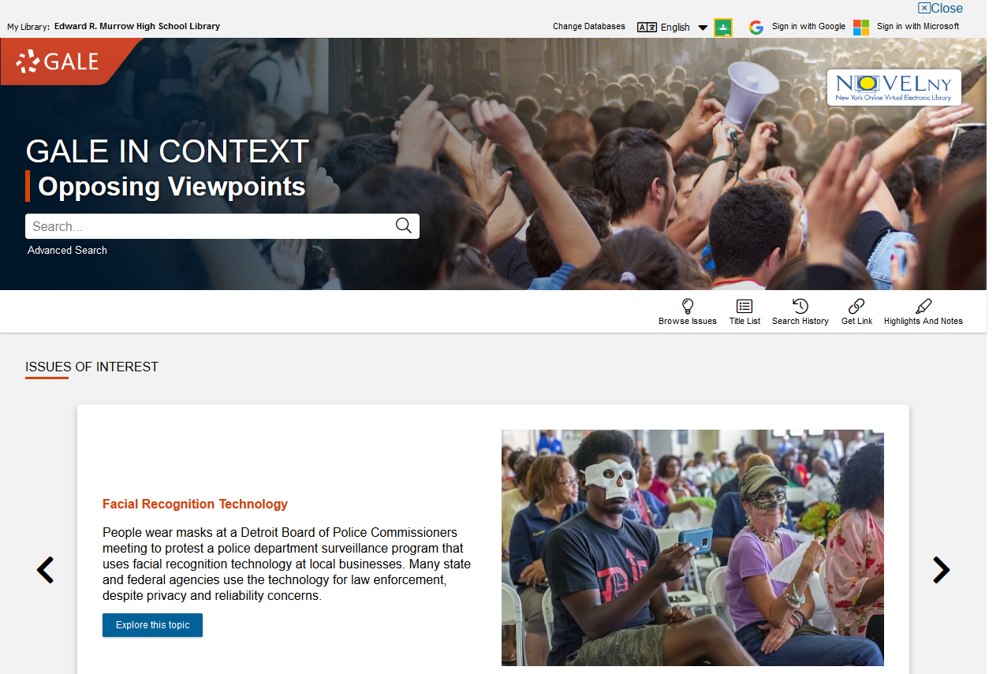 Close
My Library: Edward R. Murrow High School Library
Change Databases
English
Sign in with Google
Sign in with Microsoft
GALE
NOVELNY
New York Online Virtual Electronic Library
GALE IN CONTEXT
Opposing Viewpoints
Search...
Advanced Search
Browse Issues
Title List
Search History
Get Link
Highlights And Notes
ISSUES OF INTEREST
Facial Recognition Technology
People wear masks at a Detroit Board of Police Commissioners
meeting to protest a police department surveillance program that
uses facial recognition technology at local businesses. Many state
and federal agencies use the technology for law enforcement,
despite privacy and reliability concerns.
Explore this topic